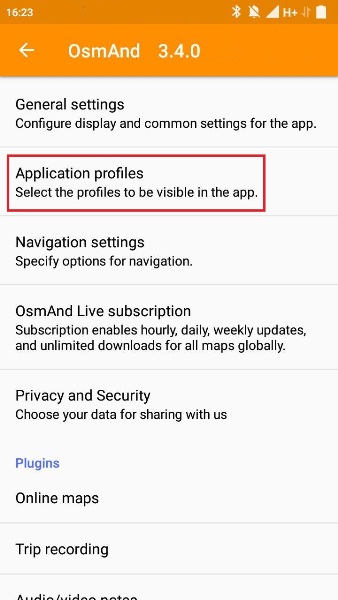 16:23 H+
OsmAnd 3.4.0
General settings
Configure display and common settings for the app.
Application profiles
Select the profiles to be visible in the app.
Navigation settings
Specify options for navigation.
OsmAnd Live subscription
Subscription enables hourly, daily, weekly updates,
and unlimited downloads for all maps globally.
Privacy and Security
Choose your data for sharing with us
Plugins
Online maps
Trip recording
Audio/video notes